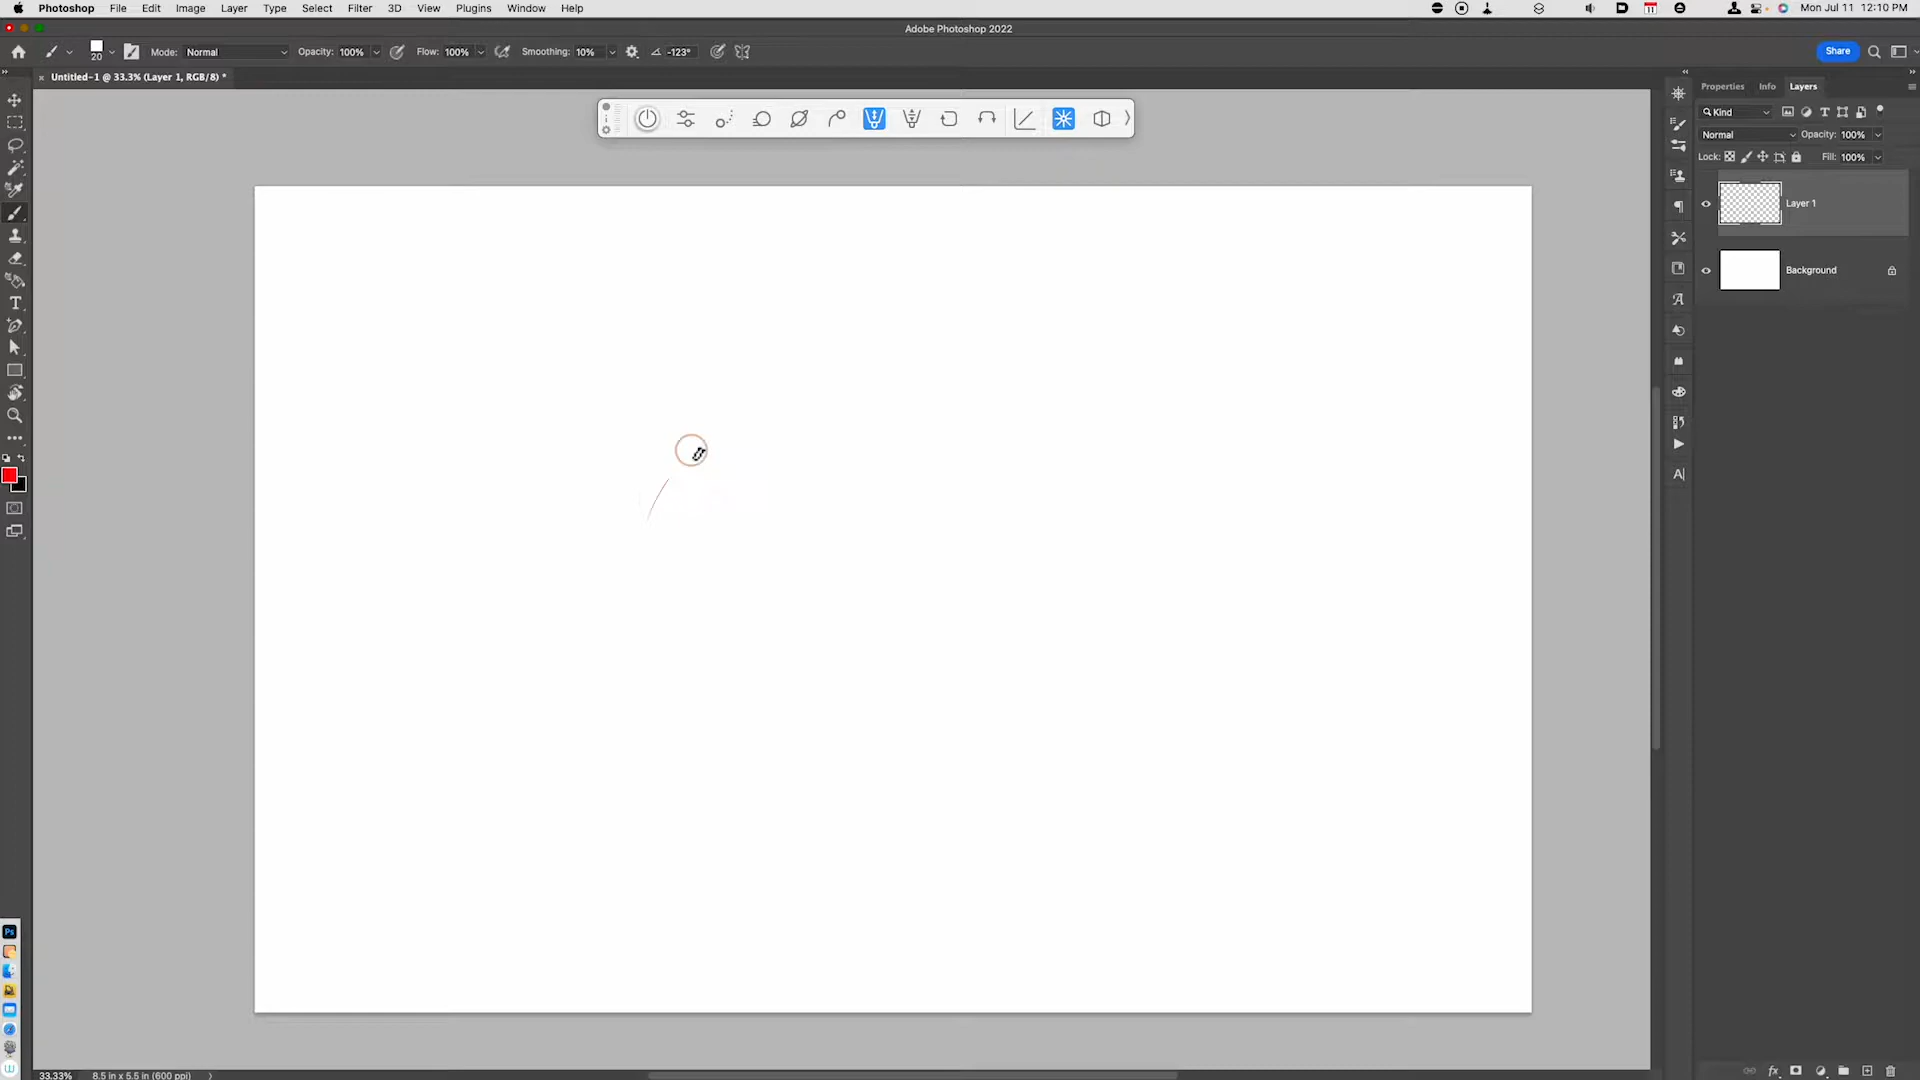 Photoshop File Edit Image Layer Type Select Filter 3D View Plugins Window Help 11 Mon Jul 11 12:10 PM
Adobe Photoshop 2022
20 Mode: Normal Opacity: 100% Flow: 100% Smoothing: 10% -123° Share
× Untitled-1 @ 33.3% (Layer 1, RGB/8) *
Properties Info Layers
Kind
Normal Opacity: 100%
Lock: Fill: 100%
Layer 1
Background
Ps
33.33% 8.5 in x 5.5 in (600 ppi)